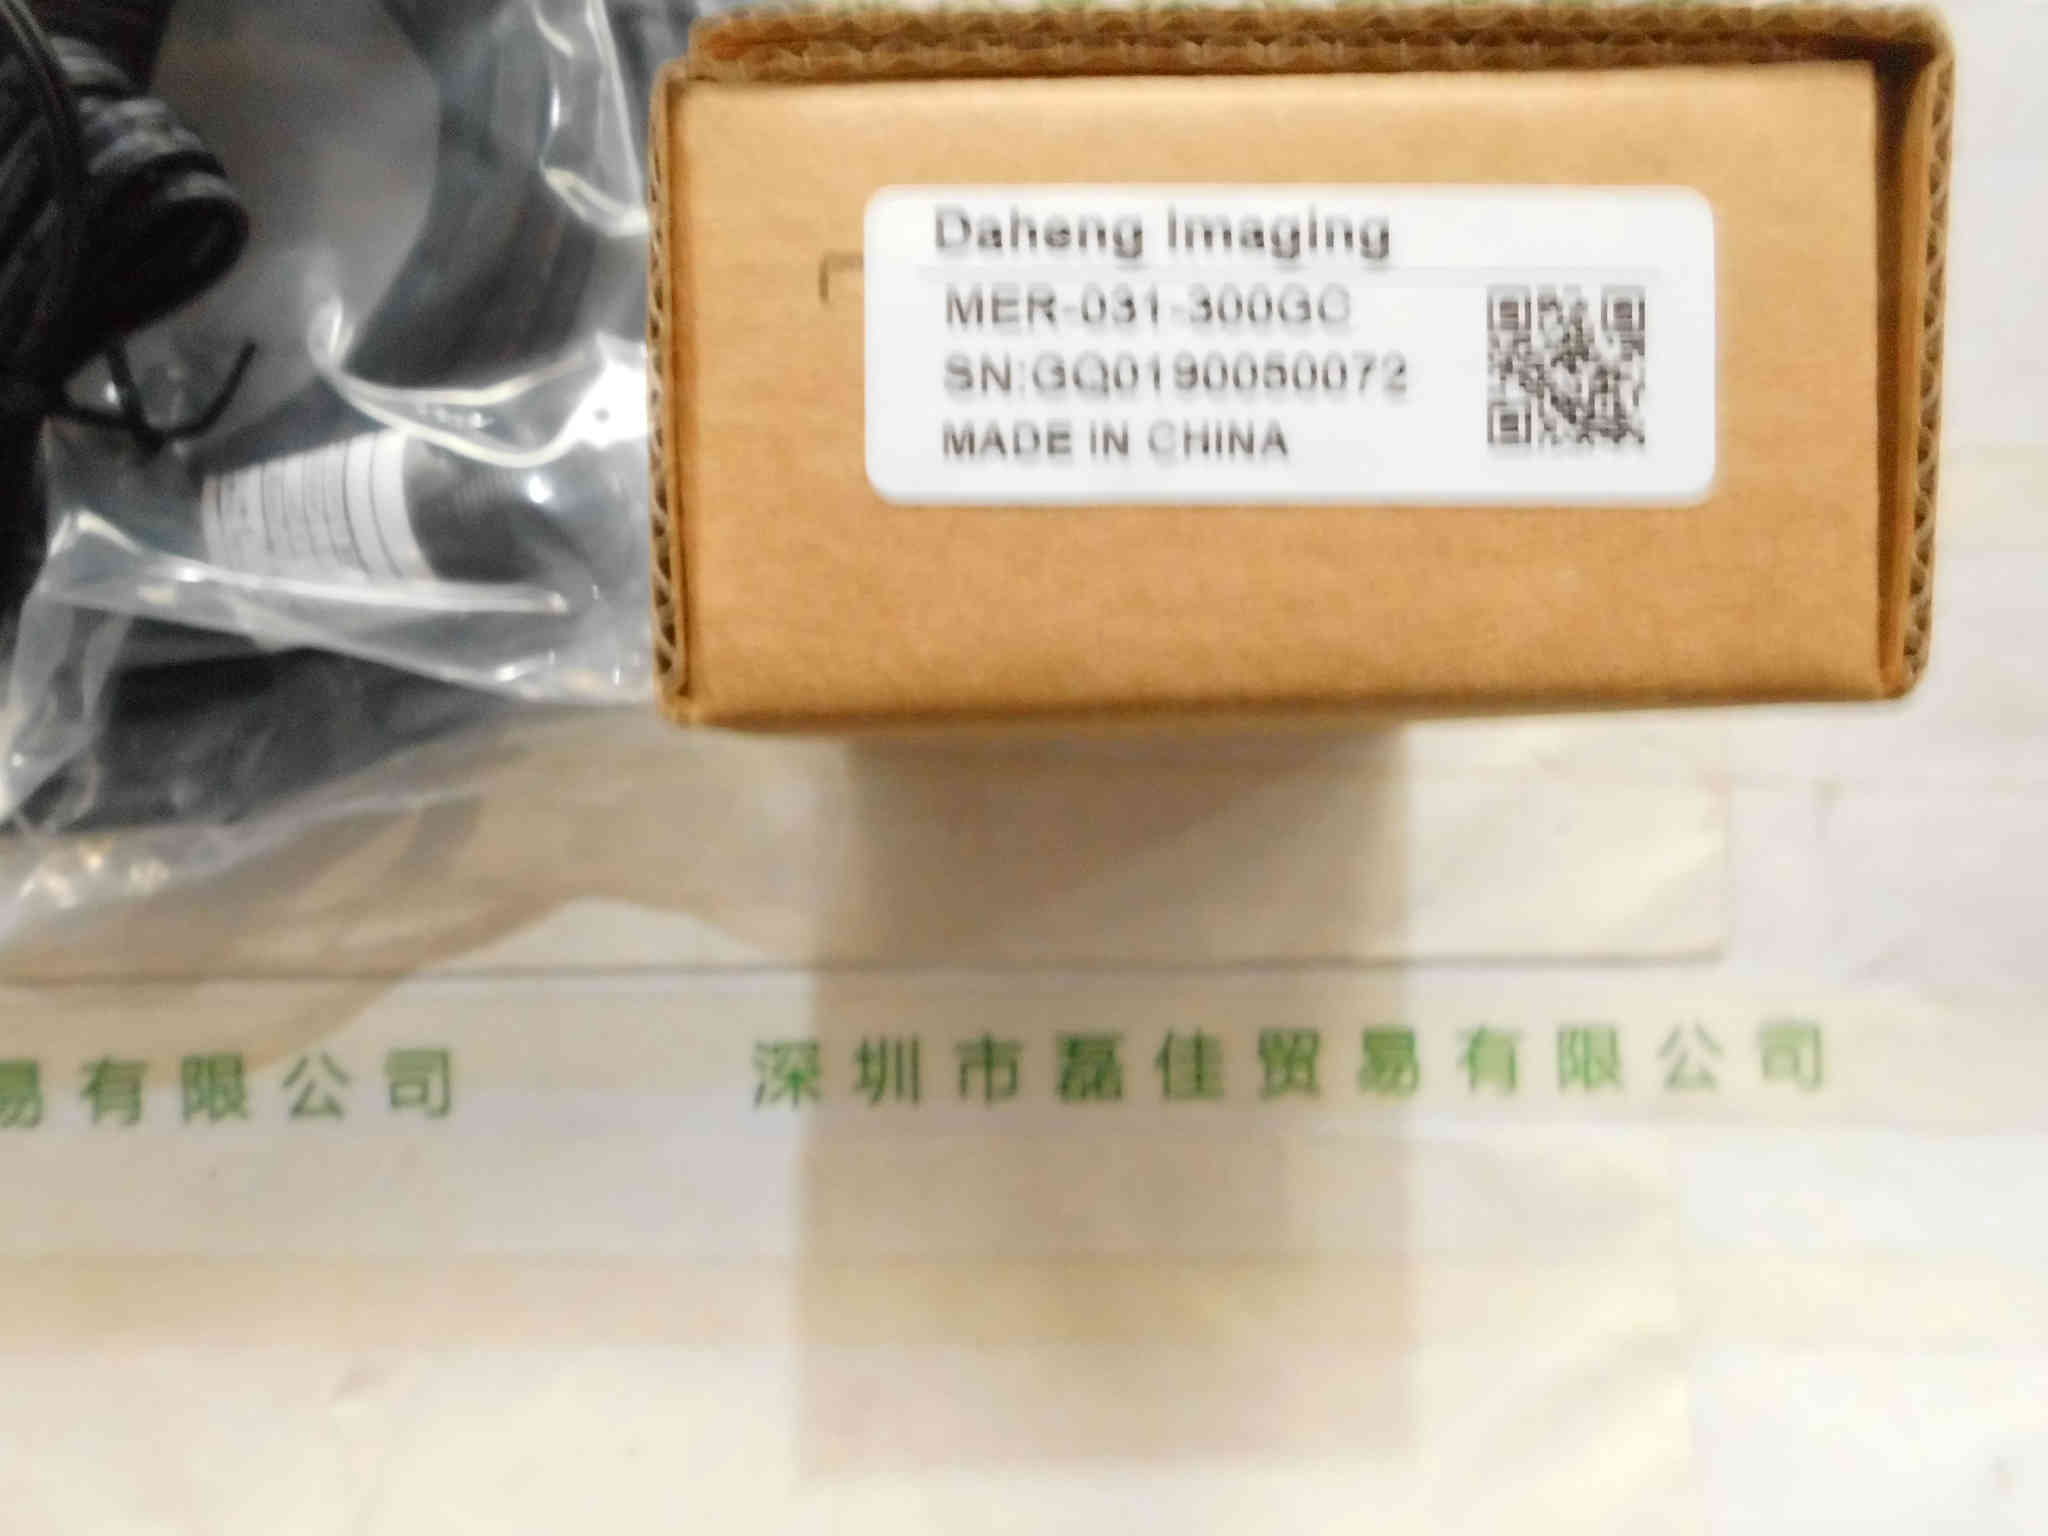 Daheng Imaging
MER-031-300GC
SN:GQ0190050072
MADE IN CHINA
易有限公司
深圳市磊佳贸易有限公司